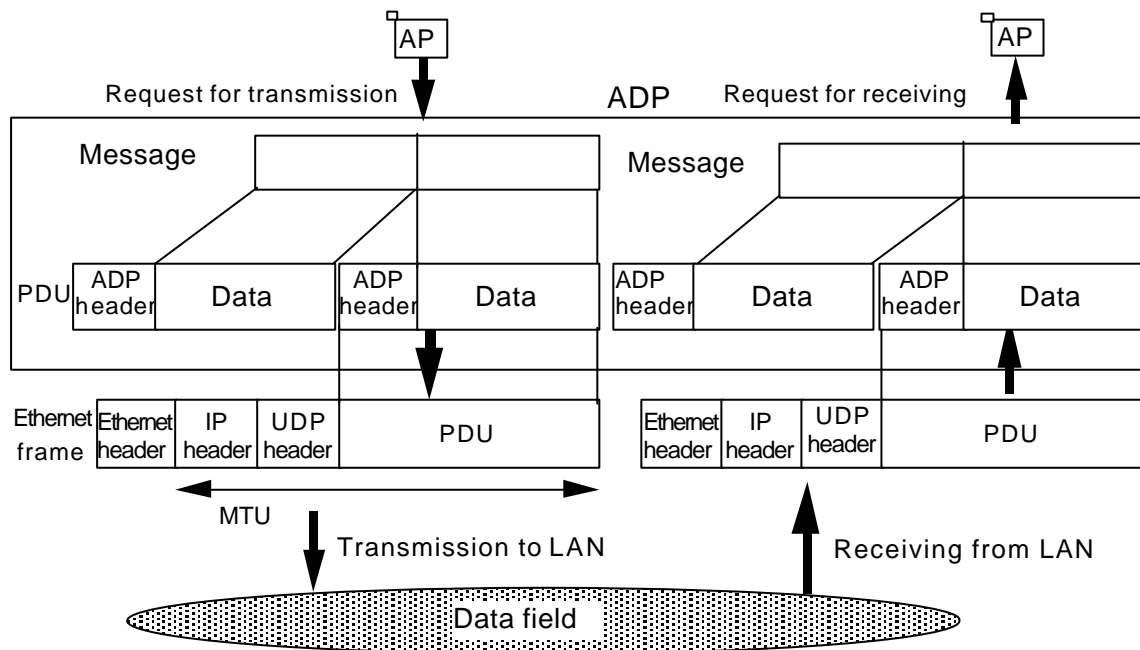 AP
AP
Request for transmission
ADP
Request for receiving
Message
Message
PDU
ADP
header
Data
ADP
header
Data
ADP
header
Data
ADP
header
Data
Ethernet
frame
Ethernet
header
IP
header
UDP
header
PDU
Ethernet
header
IP
header
UDP
header
PDU
MTU
Transmission to LAN
Receiving from LAN
Data field